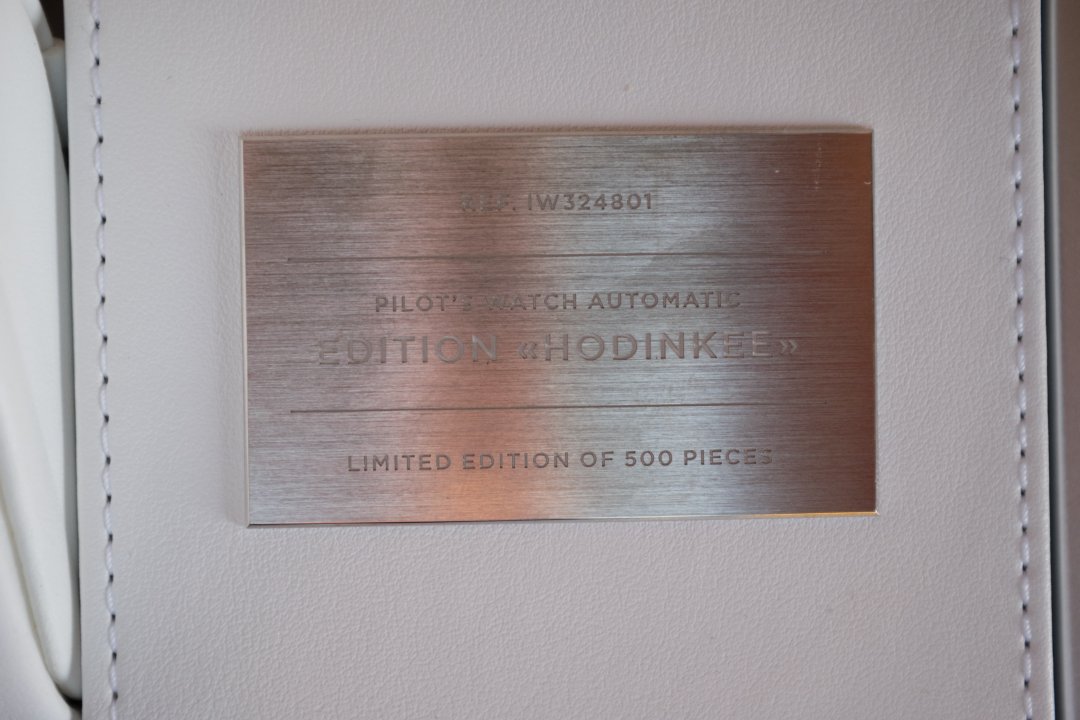 REF. IW324801
PILOT'S WATCH AUTOMATIC
EDITION «HODINKEE»
LIMITED EDITION OF 500 PIECES